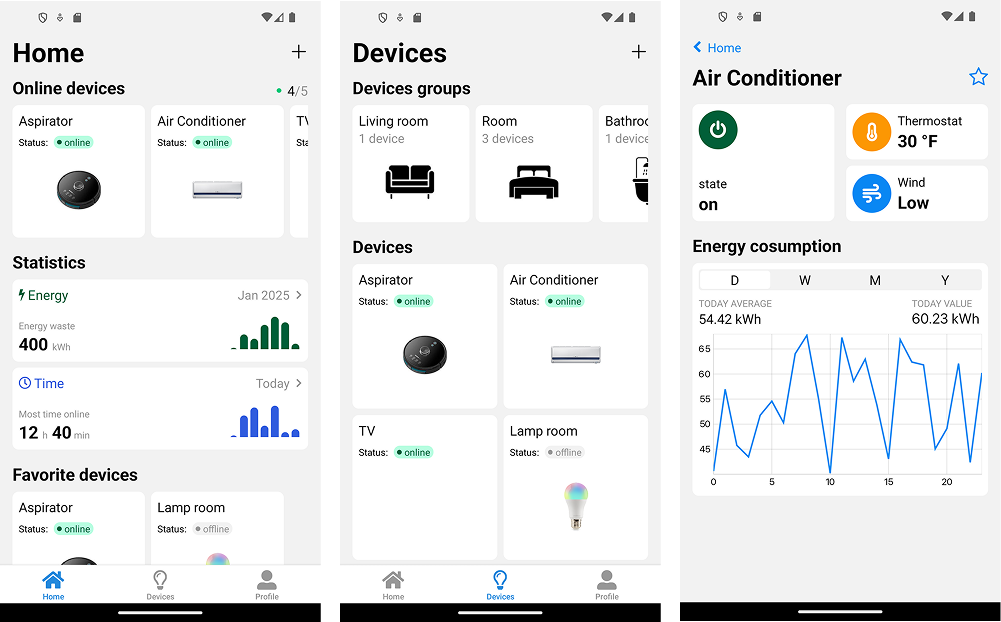 Home
Online devices
4/5
Aspirator
Status: online
Air Conditioner
Status: online
Statistics
Energy
Jan 2025
Energy waste
400 kWh
Time
Today
Most time online
12 h 40 min
Favorite devices
Aspirator
Status: online
Lamp room
Status: offline
Home
Devices
Profile
Devices
Devices groups
Living room
1 device
Room
3 devices
Bathroo
1 device
Devices
Aspirator
Status: online
Air Conditioner
Status: online
TV
Status: online
Lamp room
Status: offline
Home
Devices
Profile
Home
Air Conditioner
state
on
Thermostat
30 °F
Wind
Low
Energy cosumption
D W M Y
TODAY AVERAGE
54.42 kWh
TODAY VALUE
60.23 kWh
65
60
55
50
45
0 5 10 15 20